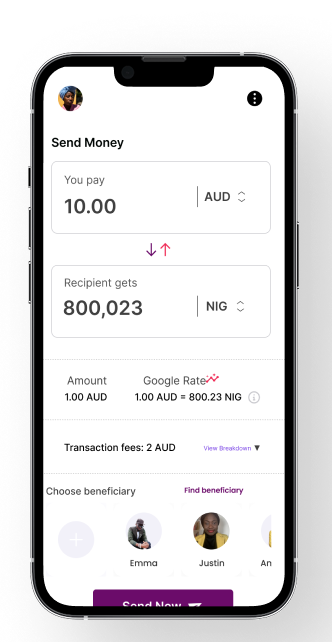 Send Money
You pay
10.00 AUD
Recipient gets
800,023 NIG
Amount Google Rate
1.00 AUD 1.00 AUD = 800.23 NIG
Transaction fees: 2 AUD View Breakdown
Choose beneficiary Find beneficiary
Emma Justin An
Send Now